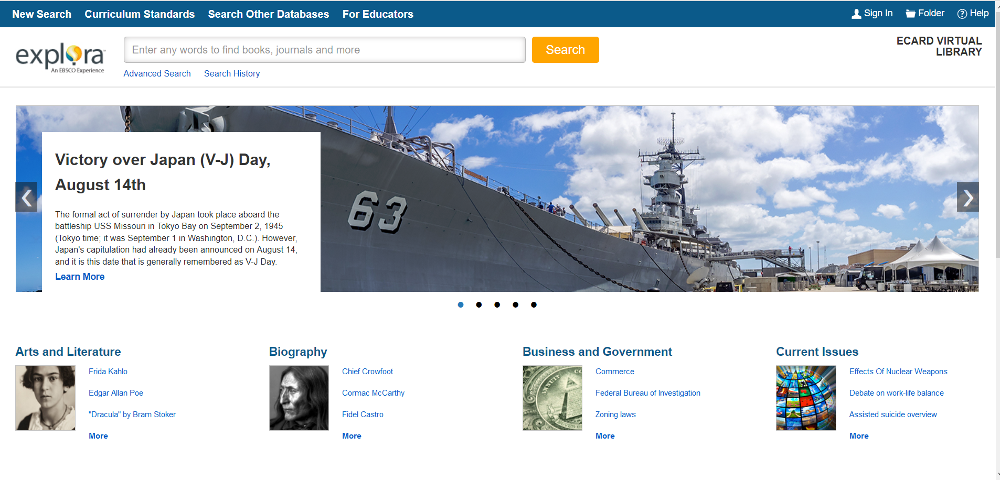 New Search Curriculum Standards Search Other Databases For Educators Sign In Folder Help
explora™
An EBSCO Experience
Enter any words to find books, journals and more
Search
Advanced Search Search History
ECARD VIRTUAL
LIBRARY
Victory over Japan (V-J) Day,
August 14th
The formal act of surrender by Japan took place aboard the
battleship USS Missouri in Tokyo Bay on September 2, 1945
(Tokyo time; it was September 1 in Washington, D.C.). However,
Japan's capitulation had already been announced on August 14,
and it is this date that is generally remembered as V-J Day.
Learn More
63
Arts and Literature
Frida Kahlo
Edgar Allan Poe
"Dracula" by Bram Stoker
More
Biography
Chief Crowfoot
Cormac McCarthy
Fidel Castro
More
Business and Government
ANNUIT
Commerce
Federal Bureau of Investigation
Zoning laws
More
Current Issues
Effects Of Nuclear Weapons
Debate on work-life balance
Assisted suicide overview
More